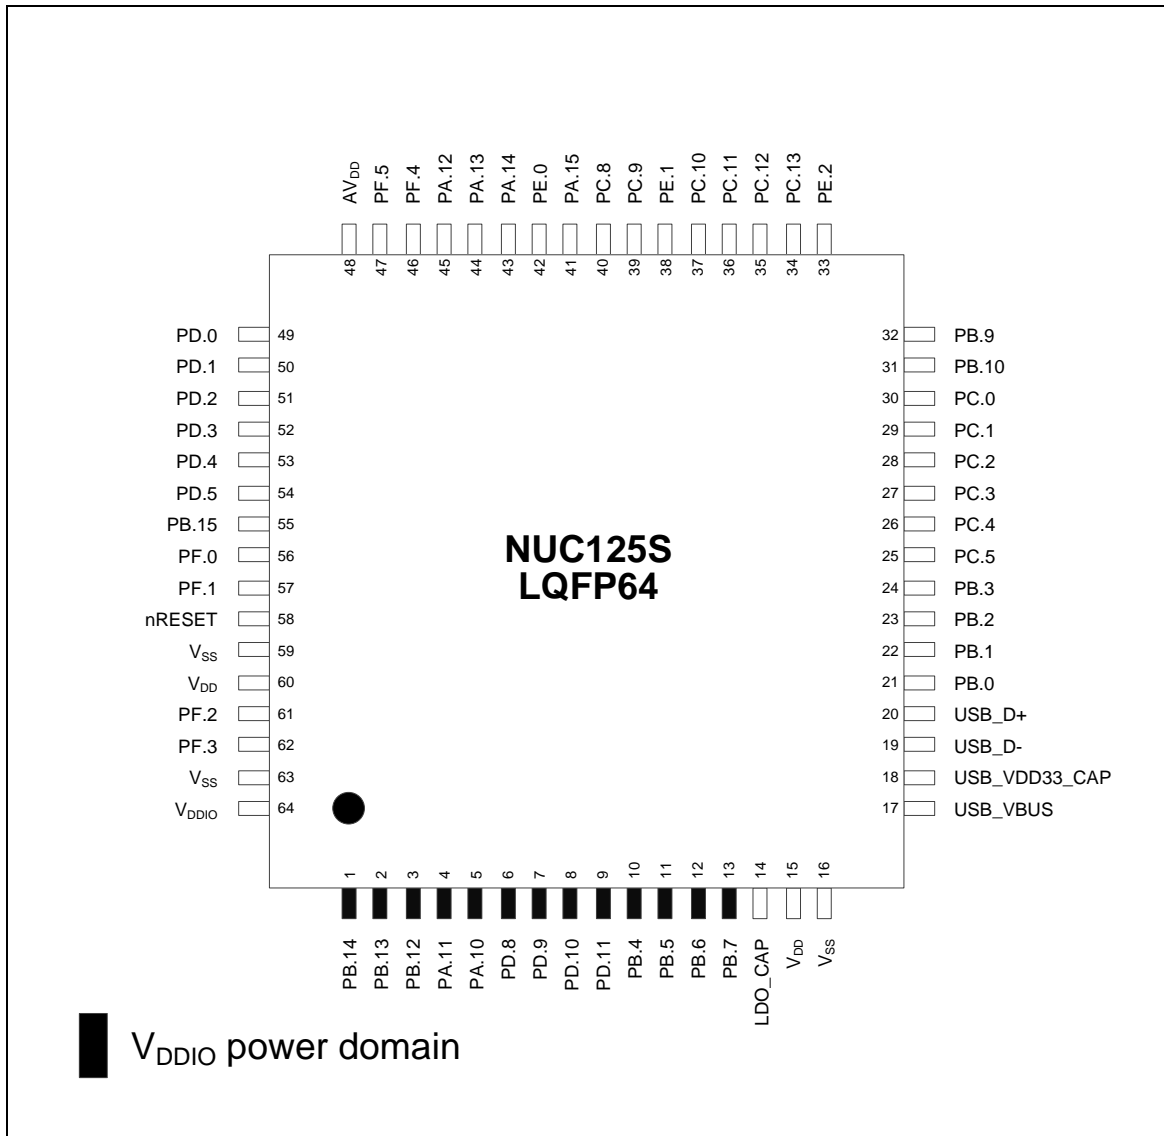 AVDD PF.5 PF.4 PA.12 PA.13 PA.14 PE.0 PA.15 PC.8 PC.9 PE.1 PC.10 PC.11 PC.12 PC.13 PE.2
48 47 46 45 44 43 42 41 40 39 38 37 36 35 34 33
PD.0 49 32 PB.9
PD.1 50 31 PB.10
PD.2 51 30 PC.0
PD.3 52 29 PC.1
PD.4 53 28 PC.2
PD.5 54 27 PC.3
PB.15 55 26 PC.4
PF.0 56 25 PC.5
PF.1 57 24 PB.3
nRESET 58 23 PB.2
VSS 59 22 PB.1
VDD 60 21 PB.0
PF.2 61 20 USB_D+
PF.3 62 19 USB_D-
VSS 63 18 USB_VDD33_CAP
VDDIO 64 17 USB_VBUS
NUC125S
LQFP64
1 2 3 4 5 6 7 8 9 10 11 12 13 14 15 16
PB.14 PB.13 PB.12 PA.11 PA.10 PD.8 PD.9 PD.10 PD.11 PB.4 PB.5 PB.6 PB.7 LDO_CAP VDD VSS
VDDIO power domain